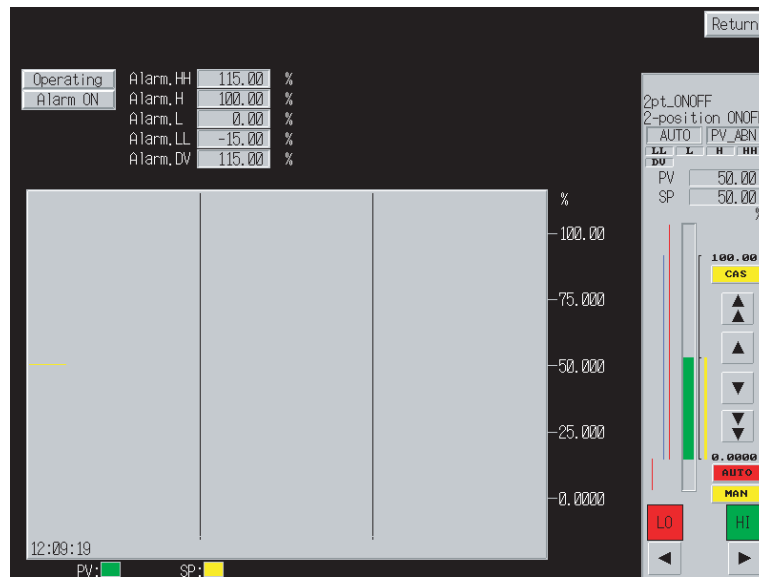 Return
Operating
Alarm ON
Alarm.HH 115.00 %
Alarm.H 100.00 %
Alarm.L 0.00 %
Alarm.LL -15.00 %
Alarm.DV 115.00 %
%
100.00
75.000
50.000
25.000
0.0000
12:09:19
PV: SP:
2pt_ONOFF
2-position ONOF
AUTO PV_ABN
LL L H HH
DV
PV 50.00
SP 50.00
%
100.00
CAS
0.0000
AUTO
MAN
LO HI